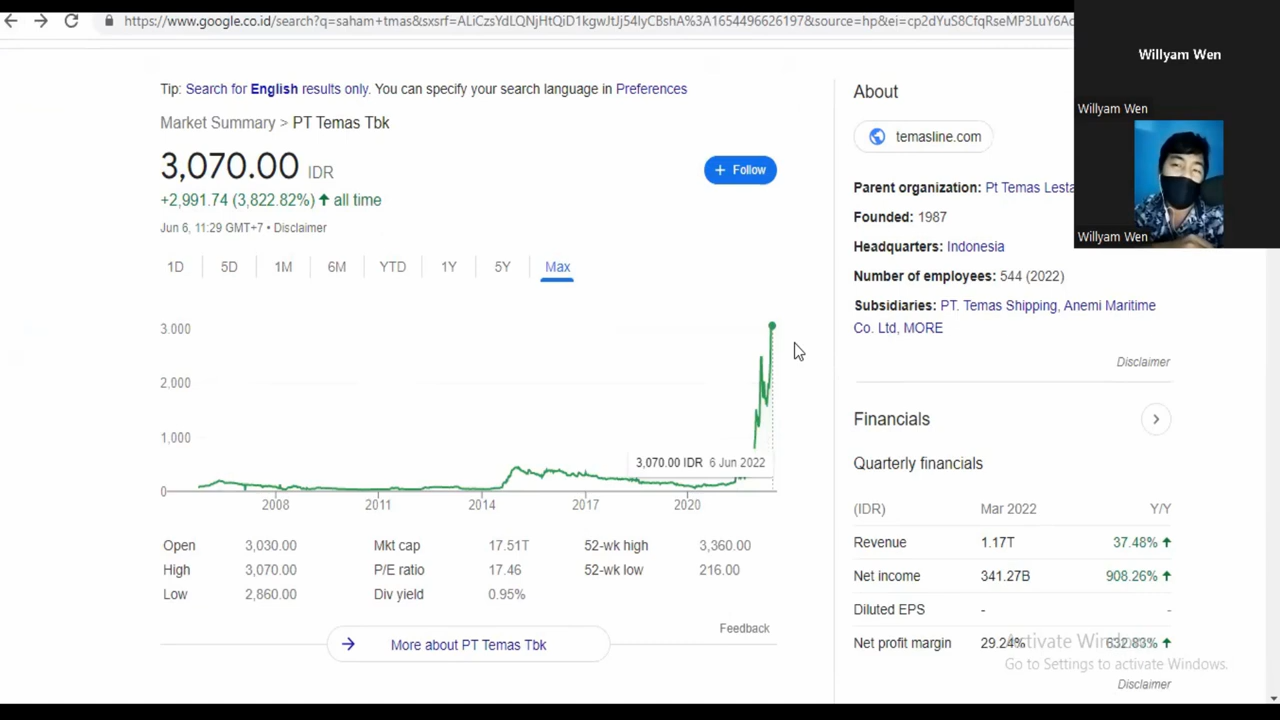 https://www.google.co.id/search?q=saham+tmas&sxsrf=ALiCzsYdLQNjHtQiD1kgwJtJj54IyCBshA%3A1654496626197&source=hp&ei=cp2dYuS8CfqRseMP3LuY6Ac
Tip: Search for English results only. You can specify your search language in Preferences
Market Summary > PT Temas Tbk
3,070.00 IDR
+ Follow
+2,991.74 (3,822.82%) ↑ all time
Jun 6, 11:29 GMT+7 • Disclaimer
1D 5D 1M 6M YTD 1Y 5Y Max
3.000
2,000
1,000
0
3,070.00 IDR 6 Jun 2022
2008 2011 2014 2017 2020
Open 3,030.00 Mkt cap 17.51T 52-wk high 3,360.00
High 3,070.00 P/E ratio 17.46 52-wk low 216.00
Low 2,860.00 Div yield 0.95%
Feedback
More about PT Temas Tbk
About
temasline.com
Parent organization: Pt Temas Lesta
Founded: 1987
Headquarters: Indonesia
Number of employees: 544 (2022)
Subsidiaries: PT. Temas Shipping, Anemi Maritime
Co. Ltd, MORE
Disclaimer
Financials
Quarterly financials
(IDR) Mar 2022 Y/Y
Revenue 1.17T 37.48% ↑
Net income 341.27B 908.26% ↑
Diluted EPS - -
Net profit margin 29.24% 632.83% ↑
Activate Windows
Go to Settings to activate Windows.
Disclaimer
Willyam Wen
Willyam Wen
Willyam Wen